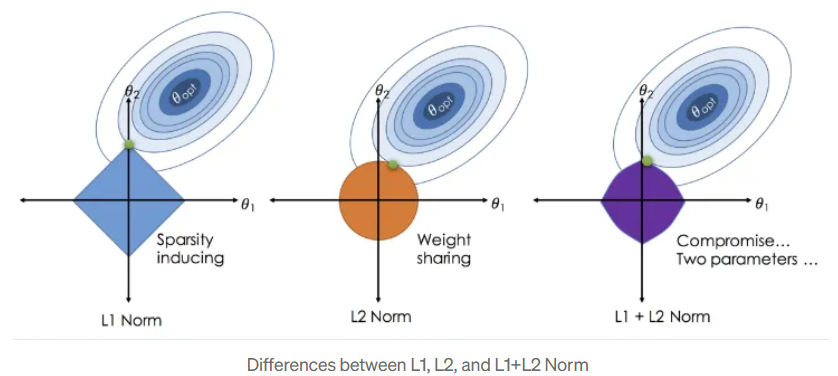 θ2
θopt
θ1
Sparsity
inducing
L1 Norm
θ2
θopt
θ1
Weight
sharing
L2 Norm
θ2
θopt
θ1
Compromise...
Two parameters ...
L1 + L2 Norm
Differences between L1, L2, and L1+L2 Norm